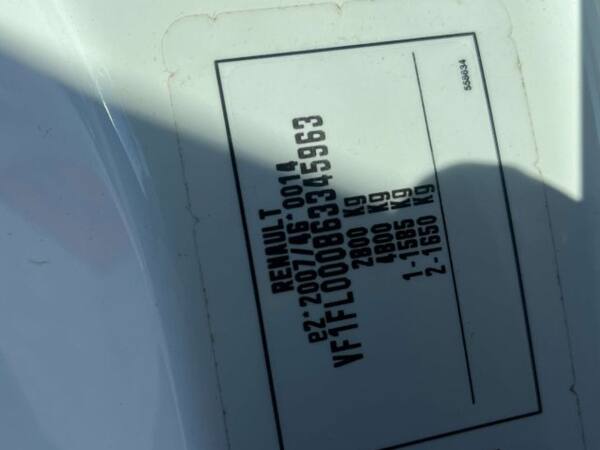 RENAULT
e2*2007/46*0014
VF1FL000863345963
2800 Kg
4800 Kg
1-1585 Kg
2-1650 Kg
558634